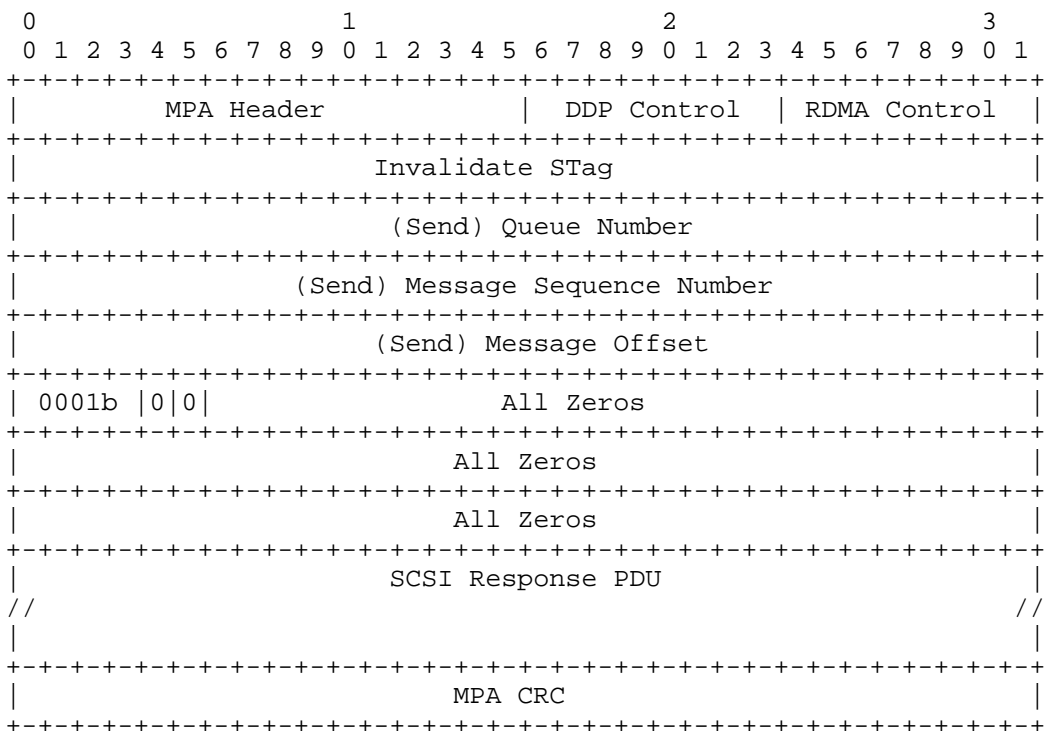 0                   1                   2                   3
 0 1 2 3 4 5 6 7 8 9 0 1 2 3 4 5 6 7 8 9 0 1 2 3 4 5 6 7 8 9 0 1
+-+-+-+-+-+-+-+-+-+-+-+-+-+-+-+-+-+-+-+-+-+-+-+-+-+-+-+-+-+-+-+-+
|         MPA Header            |  DDP Control  | RDMA Control  |
+-+-+-+-+-+-+-+-+-+-+-+-+-+-+-+-+-+-+-+-+-+-+-+-+-+-+-+-+-+-+-+-+
|                      Invalidate STag                          |
+-+-+-+-+-+-+-+-+-+-+-+-+-+-+-+-+-+-+-+-+-+-+-+-+-+-+-+-+-+-+-+-+
|                       (Send) Queue Number                     |
+-+-+-+-+-+-+-+-+-+-+-+-+-+-+-+-+-+-+-+-+-+-+-+-+-+-+-+-+-+-+-+-+
|                 (Send) Message Sequence Number                |
+-+-+-+-+-+-+-+-+-+-+-+-+-+-+-+-+-+-+-+-+-+-+-+-+-+-+-+-+-+-+-+-+
|                      (Send) Message Offset                    |
+-+-+-+-+-+-+-+-+-+-+-+-+-+-+-+-+-+-+-+-+-+-+-+-+-+-+-+-+-+-+-+-+
| 0001b |0|0|                  All Zeros                        |
+-+-+-+-+-+-+-+-+-+-+-+-+-+-+-+-+-+-+-+-+-+-+-+-+-+-+-+-+-+-+-+-+
|                           All Zeros                           |
+-+-+-+-+-+-+-+-+-+-+-+-+-+-+-+-+-+-+-+-+-+-+-+-+-+-+-+-+-+-+-+-+
|                           All Zeros                           |
+-+-+-+-+-+-+-+-+-+-+-+-+-+-+-+-+-+-+-+-+-+-+-+-+-+-+-+-+-+-+-+-+
|                       SCSI Response PDU                       |
//                                                             //
|                                                               |
+-+-+-+-+-+-+-+-+-+-+-+-+-+-+-+-+-+-+-+-+-+-+-+-+-+-+-+-+-+-+-+-+
|                           MPA CRC                             |
+-+-+-+-+-+-+-+-+-+-+-+-+-+-+-+-+-+-+-+-+-+-+-+-+-+-+-+-+-+-+-+-+